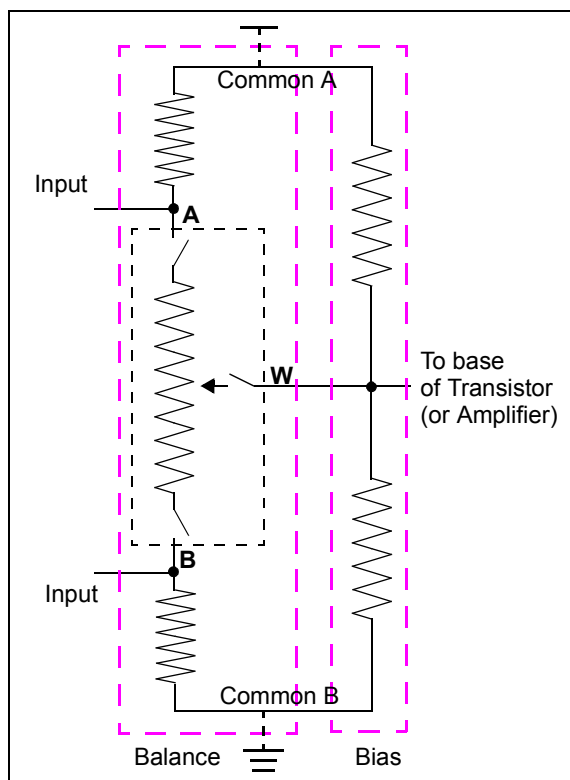 Common A
Input
A
W
To base
of Transistor
(or Amplifier)
B
Input
Common B
Balance
Bias